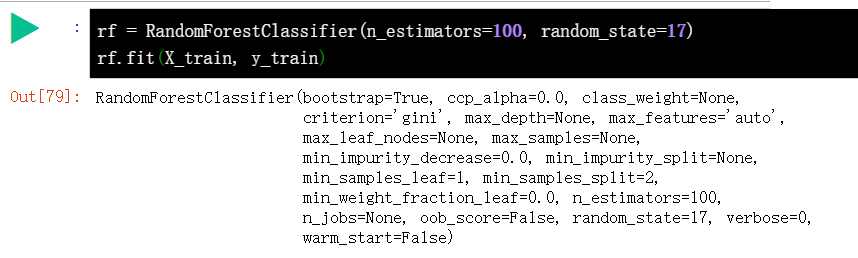 : rf = RandomForestClassifier(n_estimators=100, random_state=17)
rf.fit(X_train, y_train)
Out[79]: RandomForestClassifier(bootstrap=True, ccp_alpha=0.0, class_weight=None,
criterion='gini', max_depth=None, max_features='auto',
max_leaf_nodes=None, max_samples=None,
min_impurity_decrease=0.0, min_impurity_split=None,
min_samples_leaf=1, min_samples_split=2,
min_weight_fraction_leaf=0.0, n_estimators=100,
n_jobs=None, oob_score=False, random_state=17, verbose=0,
warm_start=False)